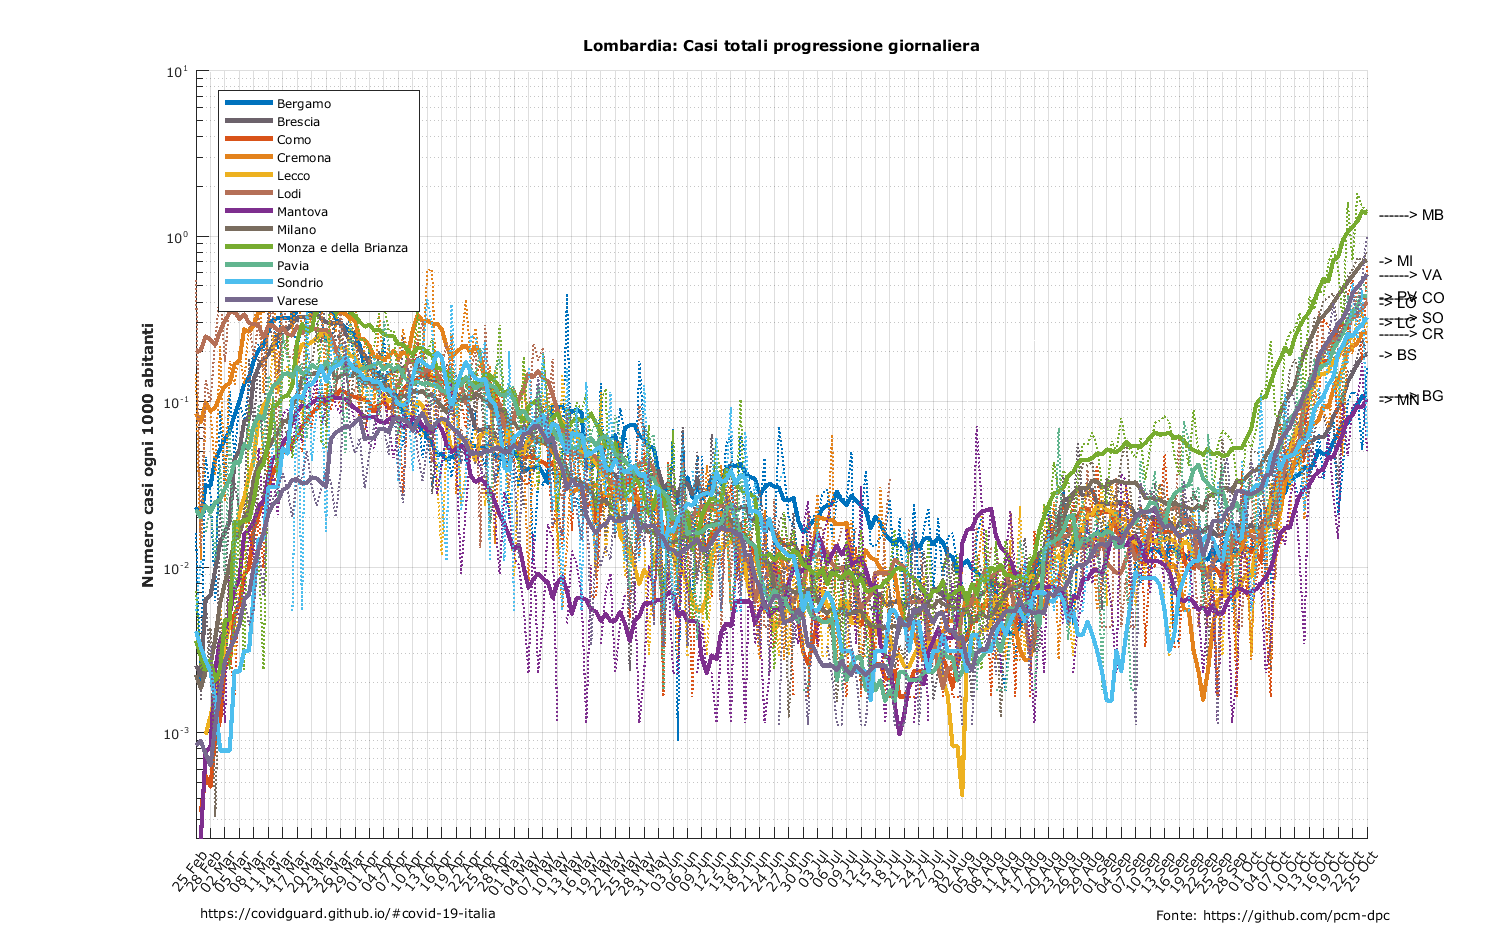 Lombardia: Casi totali progressione giornaliera
10^1
10^0
10^-1
10^-2
10^-3
Numero casi ogni 1000 abitanti
Bergamo
Brescia
Como
Cremona
Lecco
Lodi
Mantova
Milano
Monza e della Brianza
Pavia
Sondrio
Varese
------> MB
-> MI
------> VA
-> PV
------> CO
-> LO
------> SO
-> LC
------> CR
-> BS
------> BG
-> MN
25 Feb
28 Feb
02 Mar
05 Mar
08 Mar
11 Mar
14 Mar
17 Mar
20 Mar
23 Mar
26 Mar
29 Mar
01 Apr
04 Apr
07 Apr
10 Apr
13 Apr
16 Apr
19 Apr
22 Apr
25 Apr
28 Apr
01 May
04 May
07 May
10 May
13 May
16 May
19 May
22 May
25 May
28 May
31 May
03 Jun
06 Jun
09 Jun
12 Jun
15 Jun
18 Jun
21 Jun
24 Jun
27 Jun
30 Jun
03 Jul
06 Jul
09 Jul
12 Jul
15 Jul
18 Jul
21 Jul
24 Jul
27 Jul
30 Jul
02 Aug
05 Aug
08 Aug
11 Aug
14 Aug
17 Aug
20 Aug
23 Aug
26 Aug
29 Aug
01 Sep
04 Sep
07 Sep
10 Sep
13 Sep
16 Sep
19 Sep
22 Sep
25 Sep
28 Sep
01 Oct
04 Oct
07 Oct
10 Oct
13 Oct
16 Oct
19 Oct
22 Oct
25 Oct
https://covidguard.github.io/#covid-19-italia
Fonte: https://github.com/pcm-dpc